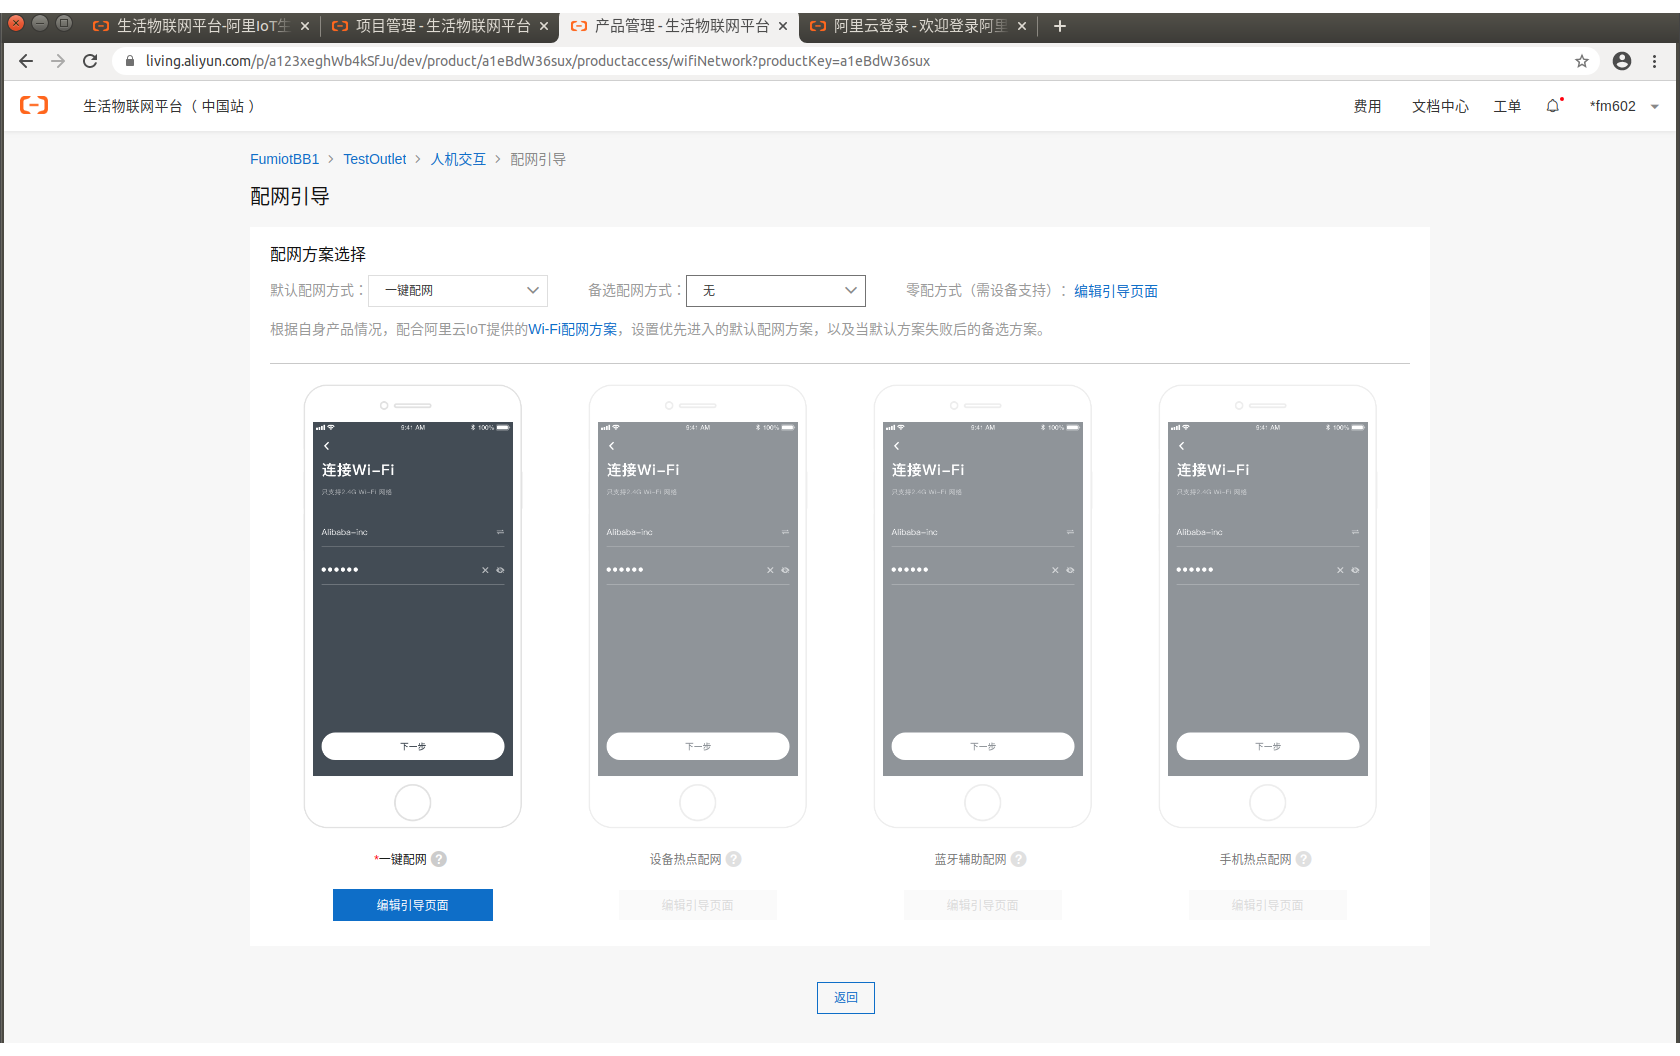 生活物联网平台-阿里IoT生
项目管理 - 生活物联网平台
产品管理 - 生活物联网平台
阿里云登录 - 欢迎登录阿里
living.aliyun.com/p/a123xeghWb4kSfJu/dev/product/a1eBdW36sux/productaccess/wifiNetwork?productKey=a1eBdW36sux
生活物联网平台（ 中国站 ）
费用 文档中心 工单 *fm602
FumiotBB1 > TestOutlet > 人机交互 > 配网引导
配网引导
配网方案选择
默认配网方式： 一键配网 备选配网方式： 无 零配方式（需设备支持）： 编辑引导页面
根据自身产品情况，配合阿里云IoT提供的Wi-Fi配网方案，设置优先进入的默认配网方案，以及当默认方案失败后的备选方案。
9:41 AM 100%
连接Wi-Fi
只支持2.4G Wi-Fi 网络
Alibaba-inc
下一步
*一键配网 ?
编辑引导页面
9:41 AM 100%
连接Wi-Fi
只支持2.4G Wi-Fi 网络
Alibaba-inc
下一步
设备热点配网 ?
编辑引导页面
9:41 AM 100%
连接Wi-Fi
只支持2.4G Wi-Fi 网络
Alibaba-inc
下一步
蓝牙辅助配网 ?
编辑引导页面
9:41 AM 100%
连接Wi-Fi
只支持2.4G Wi-Fi 网络
Alibaba-inc
下一步
手机热点配网 ?
编辑引导页面
返回